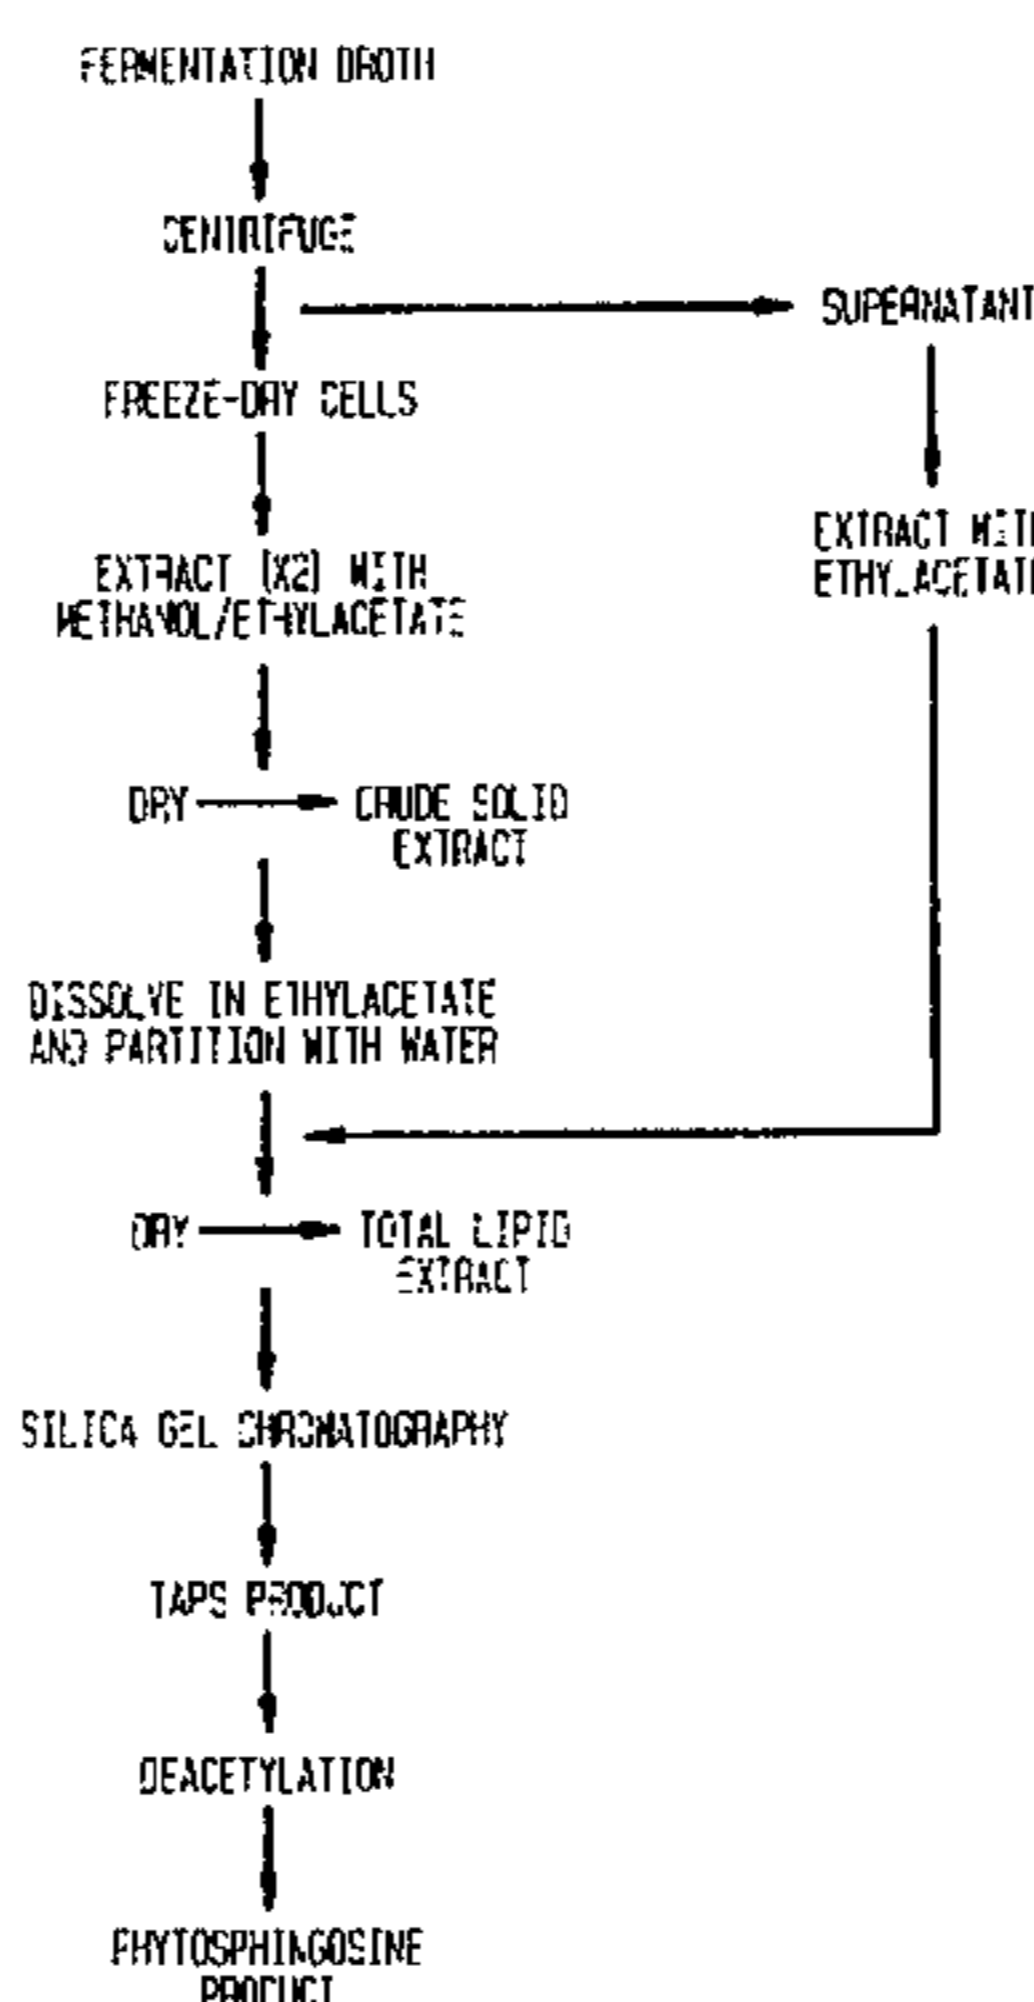 FERMENTATION BROTH
CENTRIFUGE
SUPERNATANT
FREEZE-DRY CELLS
EXTRACT WITH
ETHYLACETATE
EXTRACT (X2) WITH
METHANOL/ETHYLACETATE
DRY
CRUDE SOLID
EXTRACT
DISSOLVE IN ETHYLACETATE
AND PARTITION WITH WATER
DRY
TOTAL LIPID
EXTRACT
SILICA GEL CHROMATOGRAPHY
TAPS PRODUCT
DEACETYLATION
PHYTOSPHINGOSINE
PRODUCT